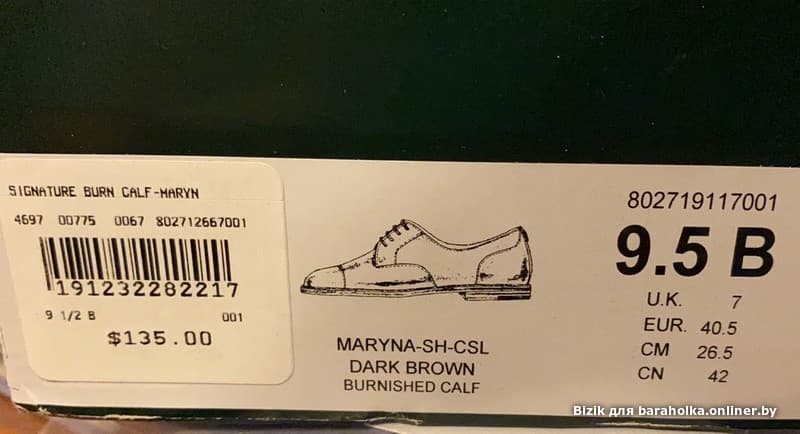 SIGNATURE BURN CALF-MARYN
4697 00775 0067 802712667001
191232282217
9 1/2 B 001
$135.00
MARYNA-SH-CSL
DARK BROWN
BURNISHED CALF
802719117001
9.5 B
U.K. 7
EUR. 40.5
CM 26.5
CN 42
Bizik для baraholka.onliner.by